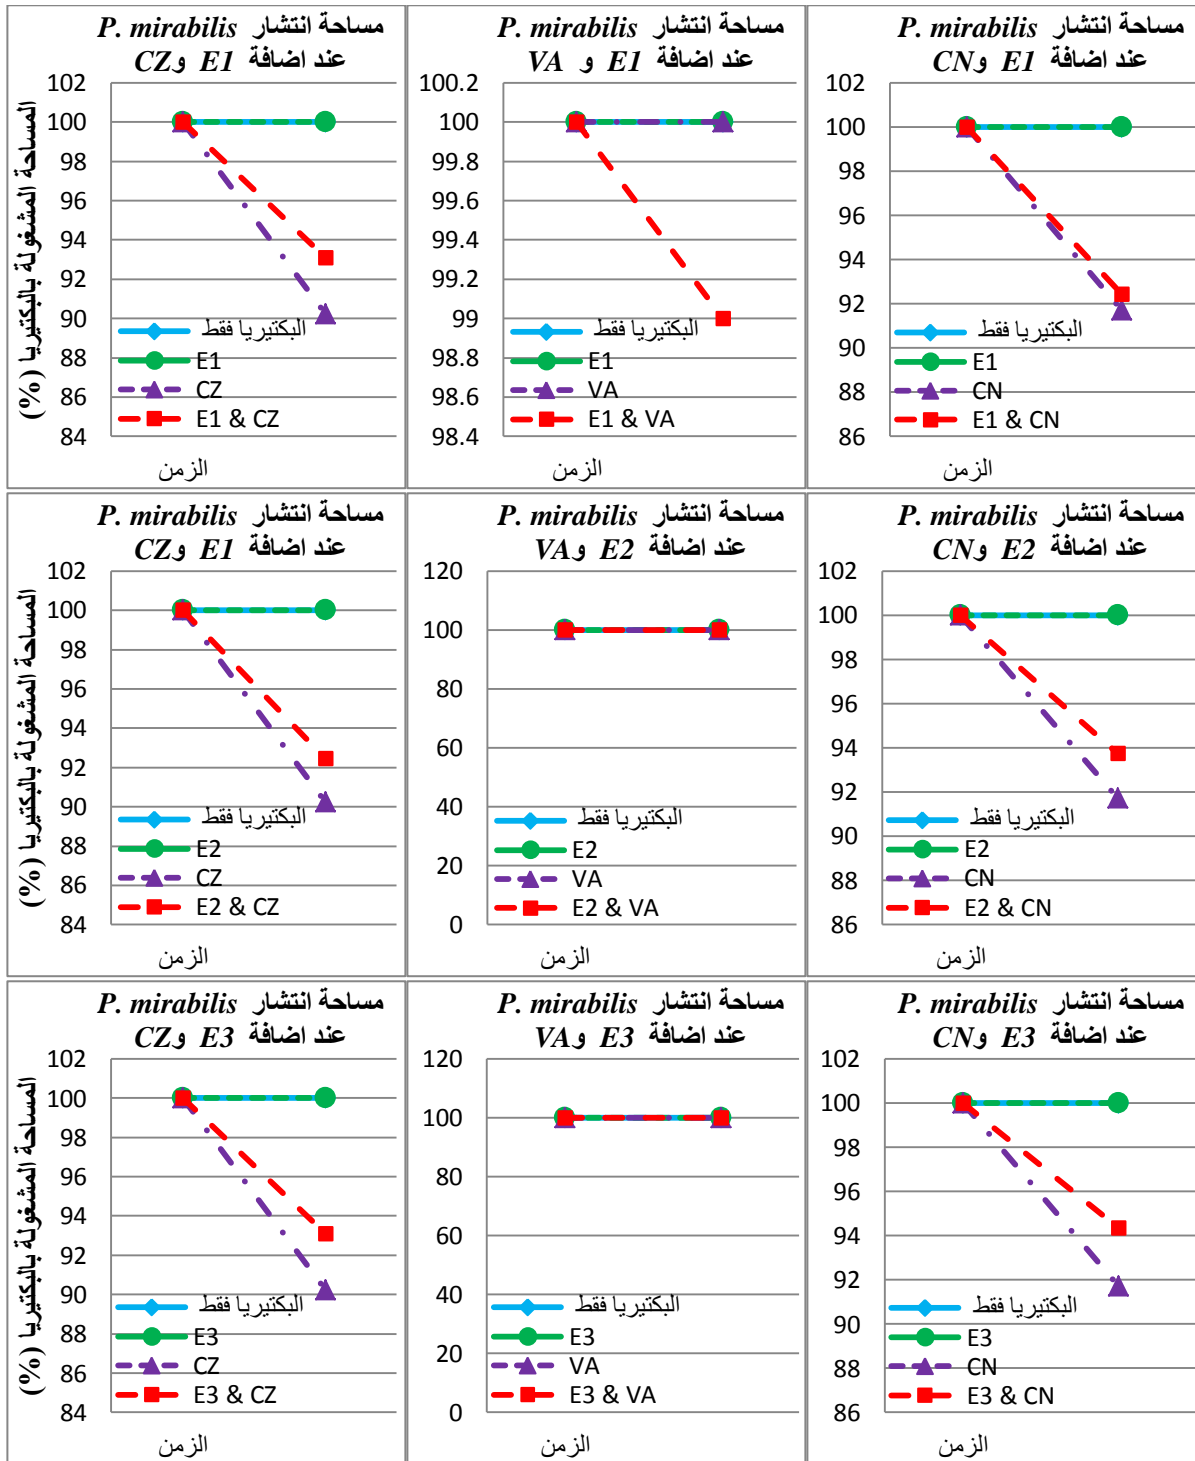 مساحة انتشار P. mirabilis
عند اضافة E1 وCZ
المساحة المشغولة بالبكتيريا (%)
102
100
98
96
94
92
90
88
86
84
البكتيريا فقط
E1
CZ
E1 & CZ
الزمن
مساحة انتشار P. mirabilis
عند اضافة E1 و VA
100.2
100
99.8
99.6
99.4
99.2
99
98.8
98.6
98.4
البكتيريا فقط
E1
VA
E1 & VA
الزمن
مساحة انتشار P. mirabilis
عند اضافة E1 وCN
102
100
98
96
94
92
90
88
86
البكتيريا فقط
E1
CN
E1 & CN
الزمن
مساحة انتشار P. mirabilis
عند اضافة E1 وCZ
المساحة المشغولة بالبكتيريا (%)
102
100
98
96
94
92
90
88
86
84
البكتيريا فقط
E2
CZ
E2 & CZ
الزمن
مساحة انتشار P. mirabilis
عند اضافة E2 وVA
120
100
80
60
40
20
0
البكتيريا فقط
E2
VA
E2 & VA
الزمن
مساحة انتشار P. mirabilis
عند اضافة E2 وCN
102
100
98
96
94
92
90
88
86
البكتيريا فقط
E2
CN
E2 & CN
الزمن
مساحة انتشار P. mirabilis
عند اضافة E3 وCZ
المساحة المشغولة بالبكتيريا (%)
102
100
98
96
94
92
90
88
86
84
البكتيريا فقط
E3
CZ
E3 & CZ
الزمن
مساحة انتشار P. mirabilis
عند اضافة E3 وVA
120
100
80
60
40
20
0
البكتيريا فقط
E3
VA
E3 & VA
الزمن
مساحة انتشار P. mirabilis
عند اضافة E3 وCN
102
100
98
96
94
92
90
88
86
البكتيريا فقط
E3
CN
E3 & CN
الزمن